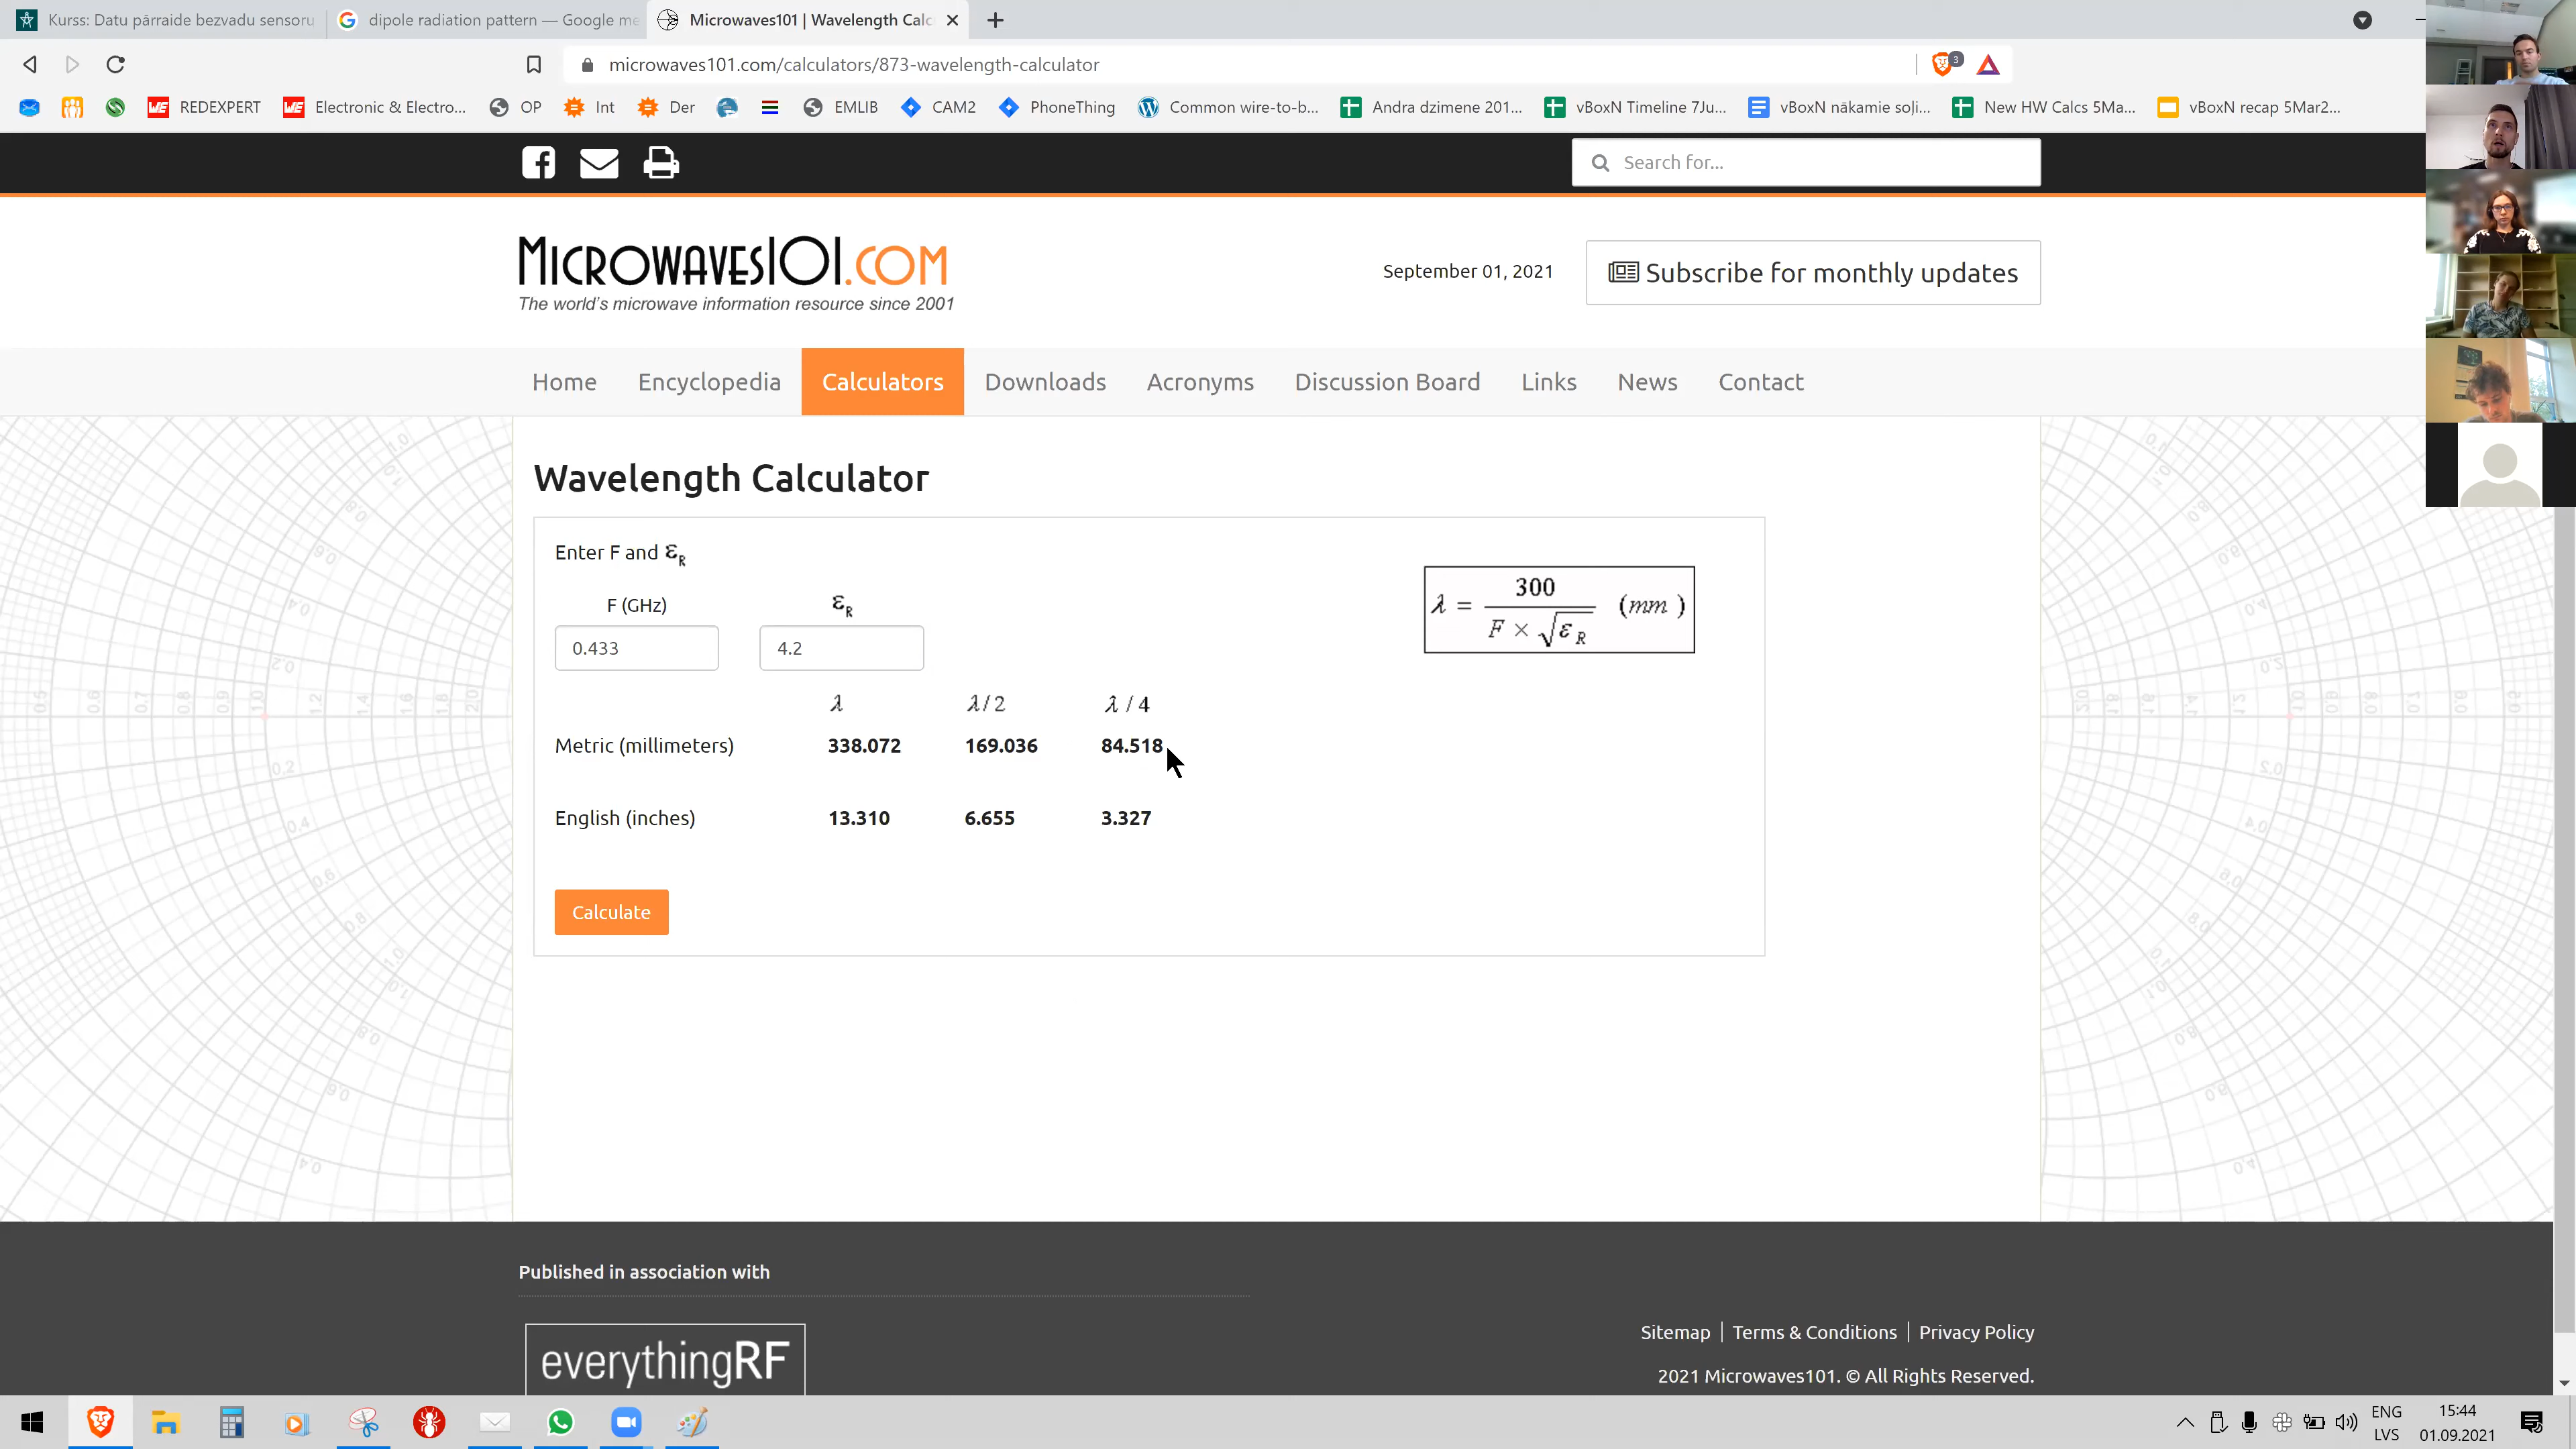 Kurss: Datu pārraide bezvadu sensoru
dipole radiation pattern — Google me
Microwaves101 | Wavelength Calc
microwaves101.com/calculators/873-wavelength-calculator
3
REDEXPERT
Electronic & Electro...
OP
Int
Der
EMLIB
CAM2
PhoneThing
Common wire-to-b...
Andra dzimene 201...
vBoxN Timeline 7Ju...
vBoxN nākamie soļi...
New HW Calcs 5Ma...
vBoxN recap 5Mar2...
Search for...
MICROWAVES101.COM
The world's microwave information resource since 2001
September 01, 2021
Subscribe for monthly updates
Home Encyclopedia Calculators Downloads Acronyms Discussion Board Links News Contact
Wavelength Calculator
Enter F and εR
F (GHz) εR
0.433 4.2
λ = 300 / (F × √εR) (mm)
λ λ/2 λ/4
Metric (millimeters) 338.072 169.036 84.518
English (inches) 13.310 6.655 3.327
Calculate
Published in association with
everythingRF
Sitemap | Terms & Conditions | Privacy Policy
2021 Microwaves101. © All Rights Reserved.
ENG
LVS
15:44
01.09.2021